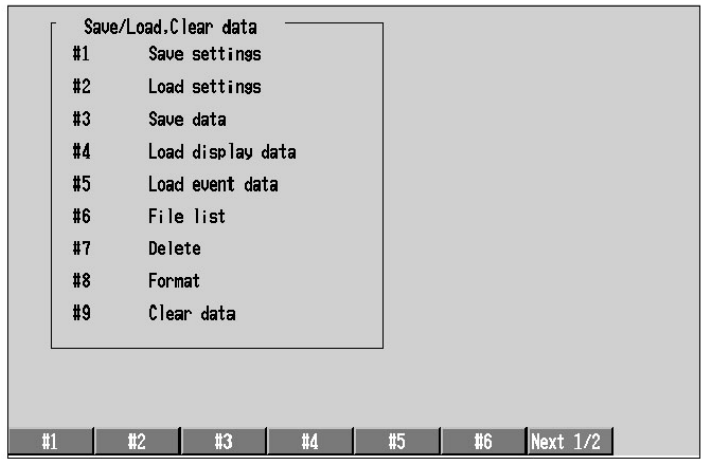 Save/Load,Clear data
#1 Save settings
#2 Load settings
#3 Save data
#4 Load display data
#5 Load event data
#6 File list
#7 Delete
#8 Format
#9 Clear data
#1 #2 #3 #4 #5 #6 Next 1/2